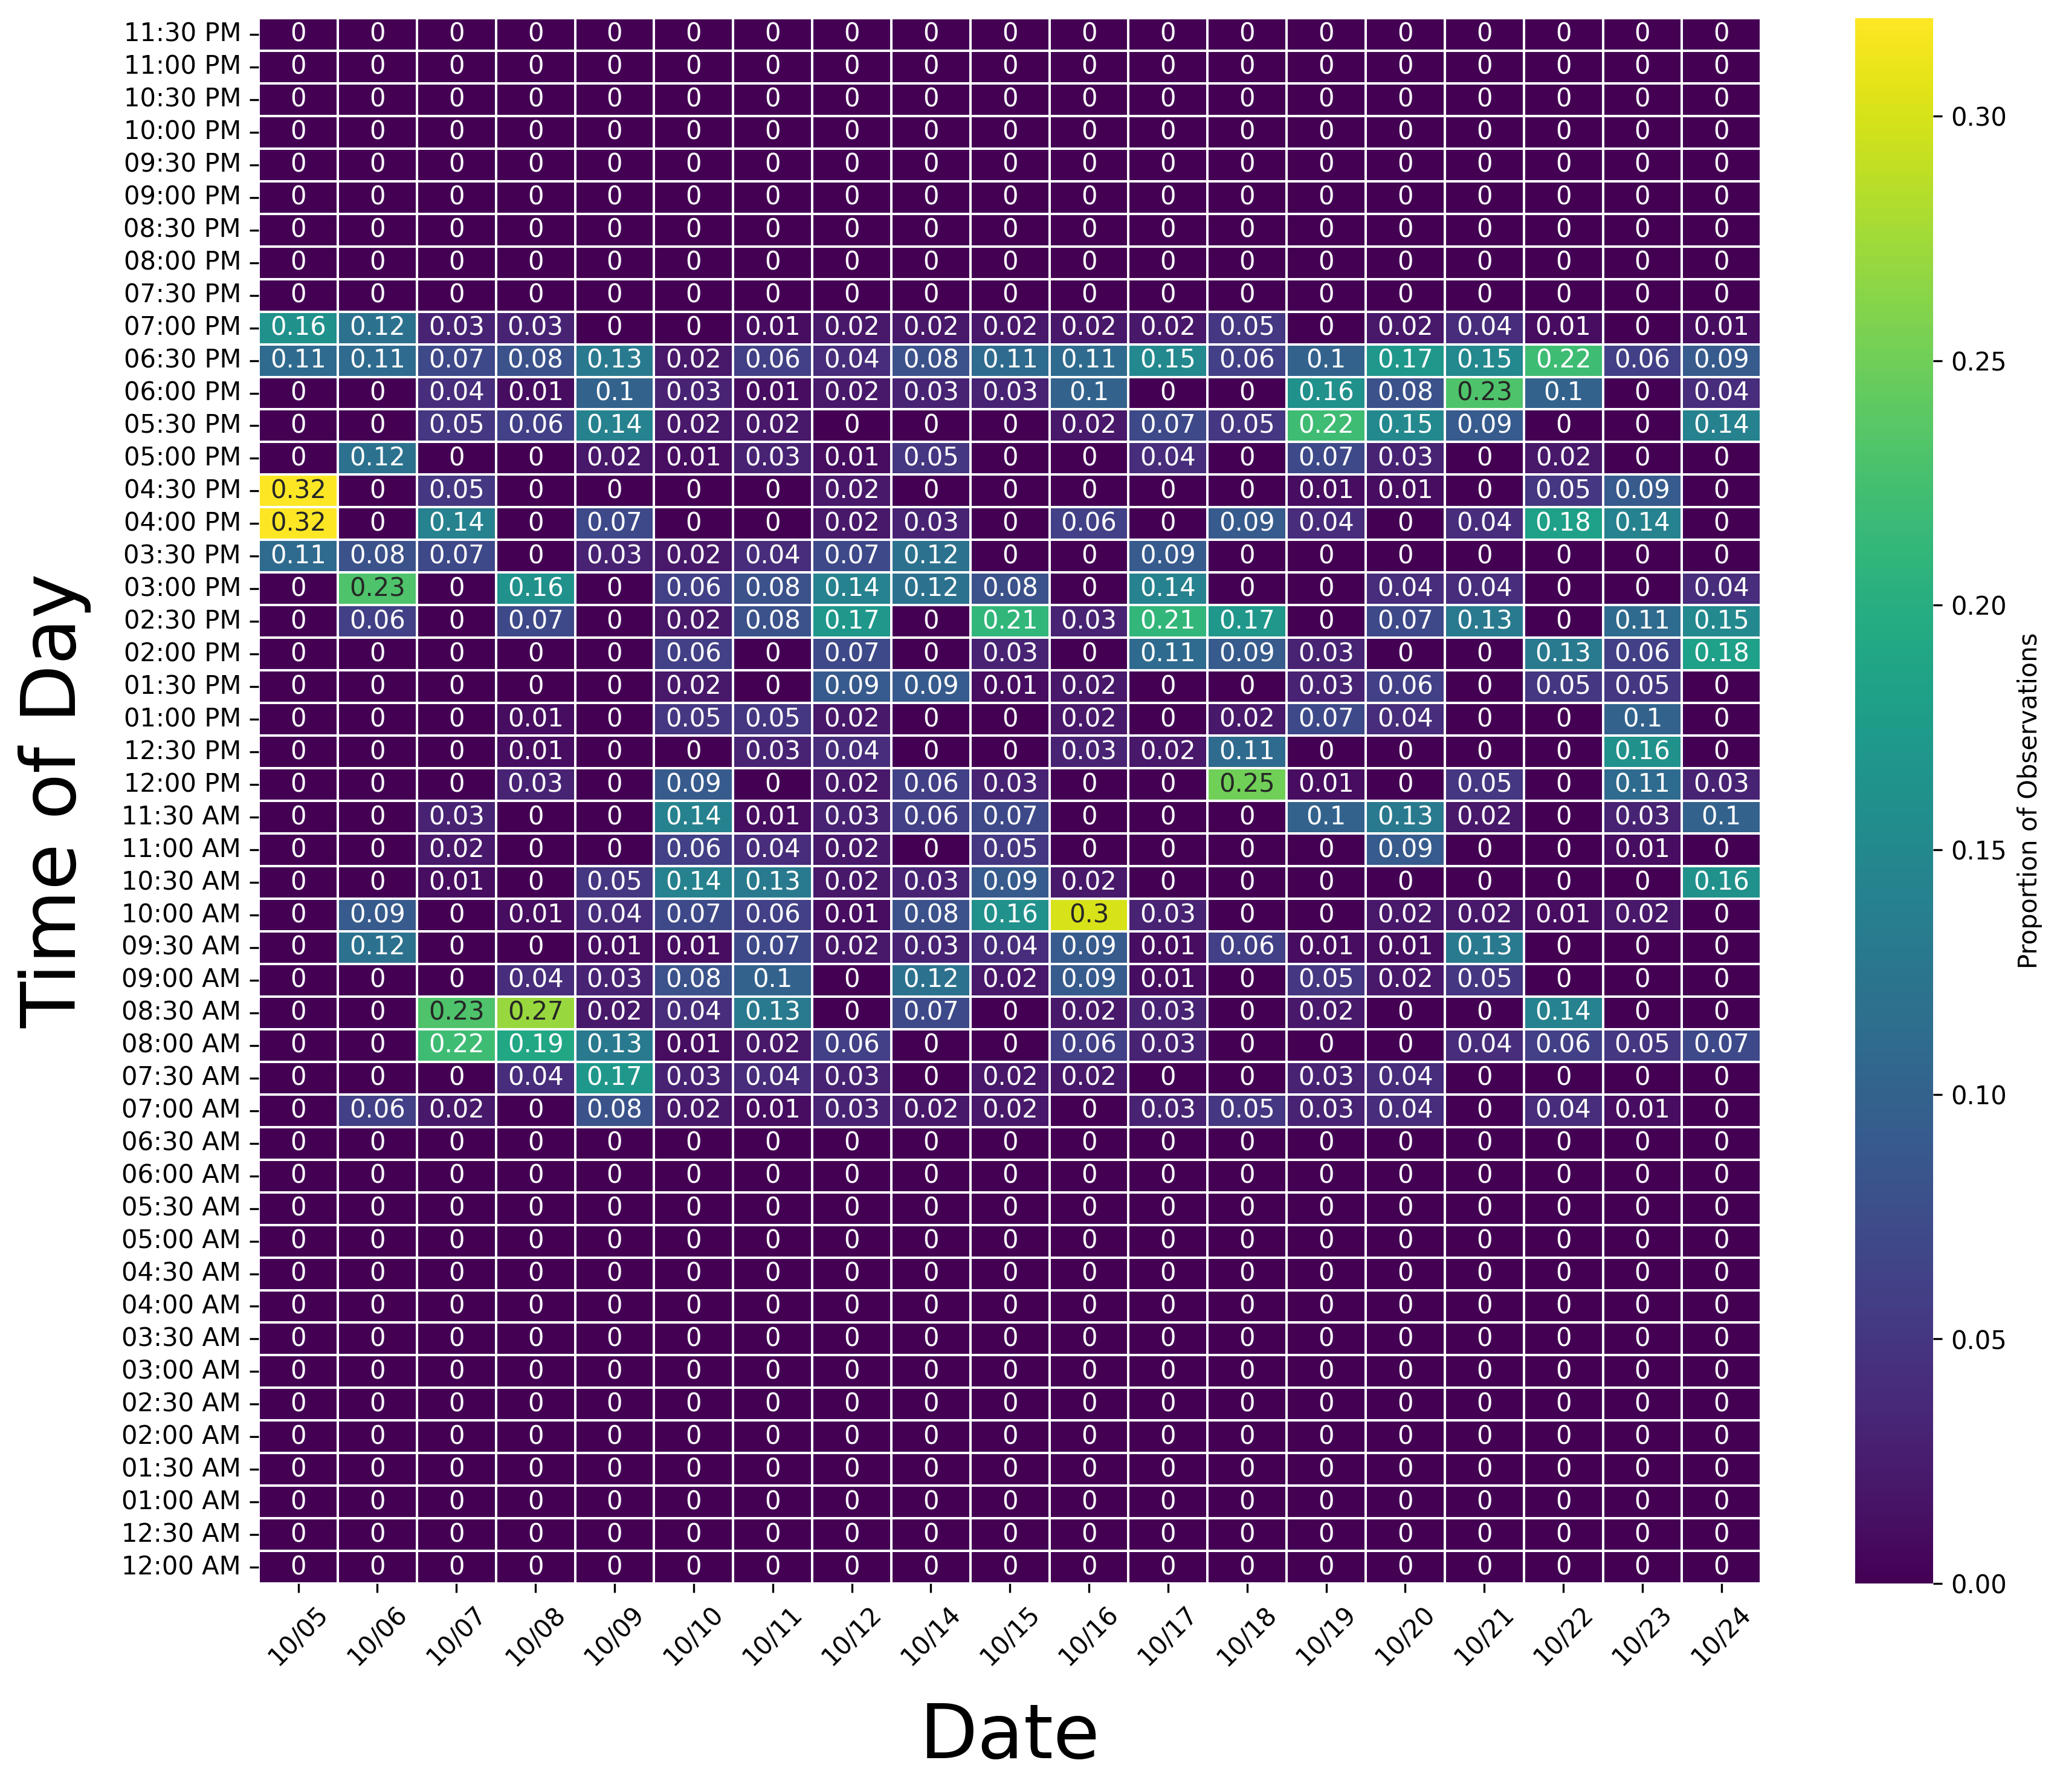 11:30 PM 0 0 0 0 0 0 0 0 0 0 0 0 0 0 0 0 0 0 0
11:00 PM 0 0 0 0 0 0 0 0 0 0 0 0 0 0 0 0 0 0 0
10:30 PM 0 0 0 0 0 0 0 0 0 0 0 0 0 0 0 0 0 0 0
10:00 PM 0 0 0 0 0 0 0 0 0 0 0 0 0 0 0 0 0 0 0
09:30 PM 0 0 0 0 0 0 0 0 0 0 0 0 0 0 0 0 0 0 0
09:00 PM 0 0 0 0 0 0 0 0 0 0 0 0 0 0 0 0 0 0 0
08:30 PM 0 0 0 0 0 0 0 0 0 0 0 0 0 0 0 0 0 0 0
08:00 PM 0 0 0 0 0 0 0 0 0 0 0 0 0 0 0 0 0 0 0
07:30 PM 0 0 0 0 0 0 0 0 0 0 0 0 0 0 0 0 0 0 0
07:00 PM 0.16 0.12 0.03 0.03 0 0 0.01 0.02 0.02 0.02 0.02 0.02 0.05 0 0.02 0.04 0.01 0 0.01
06:30 PM 0.11 0.11 0.07 0.08 0.13 0.02 0.06 0.04 0.08 0.11 0.11 0.15 0.06 0.1 0.17 0.15 0.22 0.06 0.09
06:00 PM 0 0 0.04 0.01 0.1 0.03 0.01 0.02 0.03 0.03 0.1 0 0 0.16 0.08 0.23 0.1 0 0.04
05:30 PM 0 0 0.05 0.06 0.14 0.02 0.02 0 0 0 0.02 0.07 0.05 0.22 0.15 0.09 0 0 0.14
05:00 PM 0 0.12 0 0 0.02 0.01 0.03 0.01 0.05 0 0 0.04 0 0.07 0.03 0 0.02 0 0
04:30 PM 0.32 0 0.05 0 0 0 0 0.02 0 0 0 0 0 0.01 0.01 0 0.05 0.09 0
04:00 PM 0.32 0 0.14 0 0.07 0 0 0.02 0.03 0 0.06 0 0.09 0.04 0 0.04 0.18 0.14 0
03:30 PM 0.11 0.08 0.07 0 0.03 0.02 0.04 0.07 0.12 0 0 0.09 0 0 0 0 0 0 0
03:00 PM 0 0.23 0 0.16 0 0.06 0.08 0.14 0.12 0.08 0 0.14 0 0 0.04 0.04 0 0 0.04
02:30 PM 0 0.06 0 0.07 0 0.02 0.08 0.17 0 0.21 0.03 0.21 0.17 0 0.07 0.13 0 0.11 0.15
02:00 PM 0 0 0 0 0 0.06 0 0.07 0 0.03 0 0.11 0.09 0.03 0 0 0.13 0.06 0.18
01:30 PM 0 0 0 0 0 0.02 0 0.09 0.09 0.01 0.02 0 0 0.03 0.06 0 0.05 0.05 0
01:00 PM 0 0 0 0.01 0 0.05 0.05 0.02 0 0 0.02 0 0.02 0.07 0.04 0 0 0.1 0
12:30 PM 0 0 0 0.01 0 0 0.03 0.04 0 0 0.03 0.02 0.11 0 0 0 0 0.16 0
12:00 PM 0 0 0 0.03 0 0.09 0 0.02 0.06 0.03 0 0 0.25 0.01 0 0.05 0 0.11 0.03
11:30 AM 0 0 0.03 0 0 0.14 0.01 0.03 0.06 0.07 0 0 0 0.1 0.13 0.02 0 0.03 0.1
11:00 AM 0 0 0.02 0 0 0.06 0.04 0.02 0 0.05 0 0 0 0 0.09 0 0 0.01 0
10:30 AM 0 0 0.01 0 0.05 0.14 0.13 0.02 0.03 0.09 0.02 0 0 0 0 0 0 0 0.16
10:00 AM 0 0.09 0 0.01 0.04 0.07 0.06 0.01 0.08 0.16 0.3 0.03 0 0 0.02 0.02 0.01 0.02 0
09:30 AM 0 0.12 0 0 0.01 0.01 0.07 0.02 0.03 0.04 0.09 0.01 0.06 0.01 0.01 0.13 0 0 0
09:00 AM 0 0 0 0.04 0.03 0.08 0.1 0 0.12 0.02 0.09 0.01 0 0.05 0.02 0.05 0 0 0
08:30 AM 0 0 0.23 0.27 0.02 0.04 0.13 0 0.07 0 0.02 0.03 0 0.02 0 0 0.14 0 0
08:00 AM 0 0 0.22 0.19 0.13 0.01 0.02 0.06 0 0 0.06 0.03 0 0 0 0.04 0.06 0.05 0.07
07:30 AM 0 0 0 0.04 0.17 0.03 0.04 0.03 0 0.02 0.02 0 0 0.03 0.04 0 0 0 0
07:00 AM 0 0.06 0.02 0 0.08 0.02 0.01 0.03 0.02 0.02 0 0.03 0.05 0.03 0.04 0 0.04 0.01 0
06:30 AM 0 0 0 0 0 0 0 0 0 0 0 0 0 0 0 0 0 0 0
06:00 AM 0 0 0 0 0 0 0 0 0 0 0 0 0 0 0 0 0 0 0
05:30 AM 0 0 0 0 0 0 0 0 0 0 0 0 0 0 0 0 0 0 0
05:00 AM 0 0 0 0 0 0 0 0 0 0 0 0 0 0 0 0 0 0 0
04:30 AM 0 0 0 0 0 0 0 0 0 0 0 0 0 0 0 0 0 0 0
04:00 AM 0 0 0 0 0 0 0 0 0 0 0 0 0 0 0 0 0 0 0
03:30 AM 0 0 0 0 0 0 0 0 0 0 0 0 0 0 0 0 0 0 0
03:00 AM 0 0 0 0 0 0 0 0 0 0 0 0 0 0 0 0 0 0 0
02:30 AM 0 0 0 0 0 0 0 0 0 0 0 0 0 0 0 0 0 0 0
02:00 AM 0 0 0 0 0 0 0 0 0 0 0 0 0 0 0 0 0 0 0
01:30 AM 0 0 0 0 0 0 0 0 0 0 0 0 0 0 0 0 0 0 0
01:00 AM 0 0 0 0 0 0 0 0 0 0 0 0 0 0 0 0 0 0 0
12:30 AM 0 0 0 0 0 0 0 0 0 0 0 0 0 0 0 0 0 0 0
12:00 AM 0 0 0 0 0 0 0 0 0 0 0 0 0 0 0 0 0 0 0
10/05 10/06 10/07 10/08 10/09 10/10 10/11 10/12 10/14 10/15 10/16 10/17 10/18 10/19 10/20 10/21 10/22 10/23 10/24
Date
Time of Day
0.30
0.25
0.20
0.15
0.10
0.05
0.00
Proportion of Observations